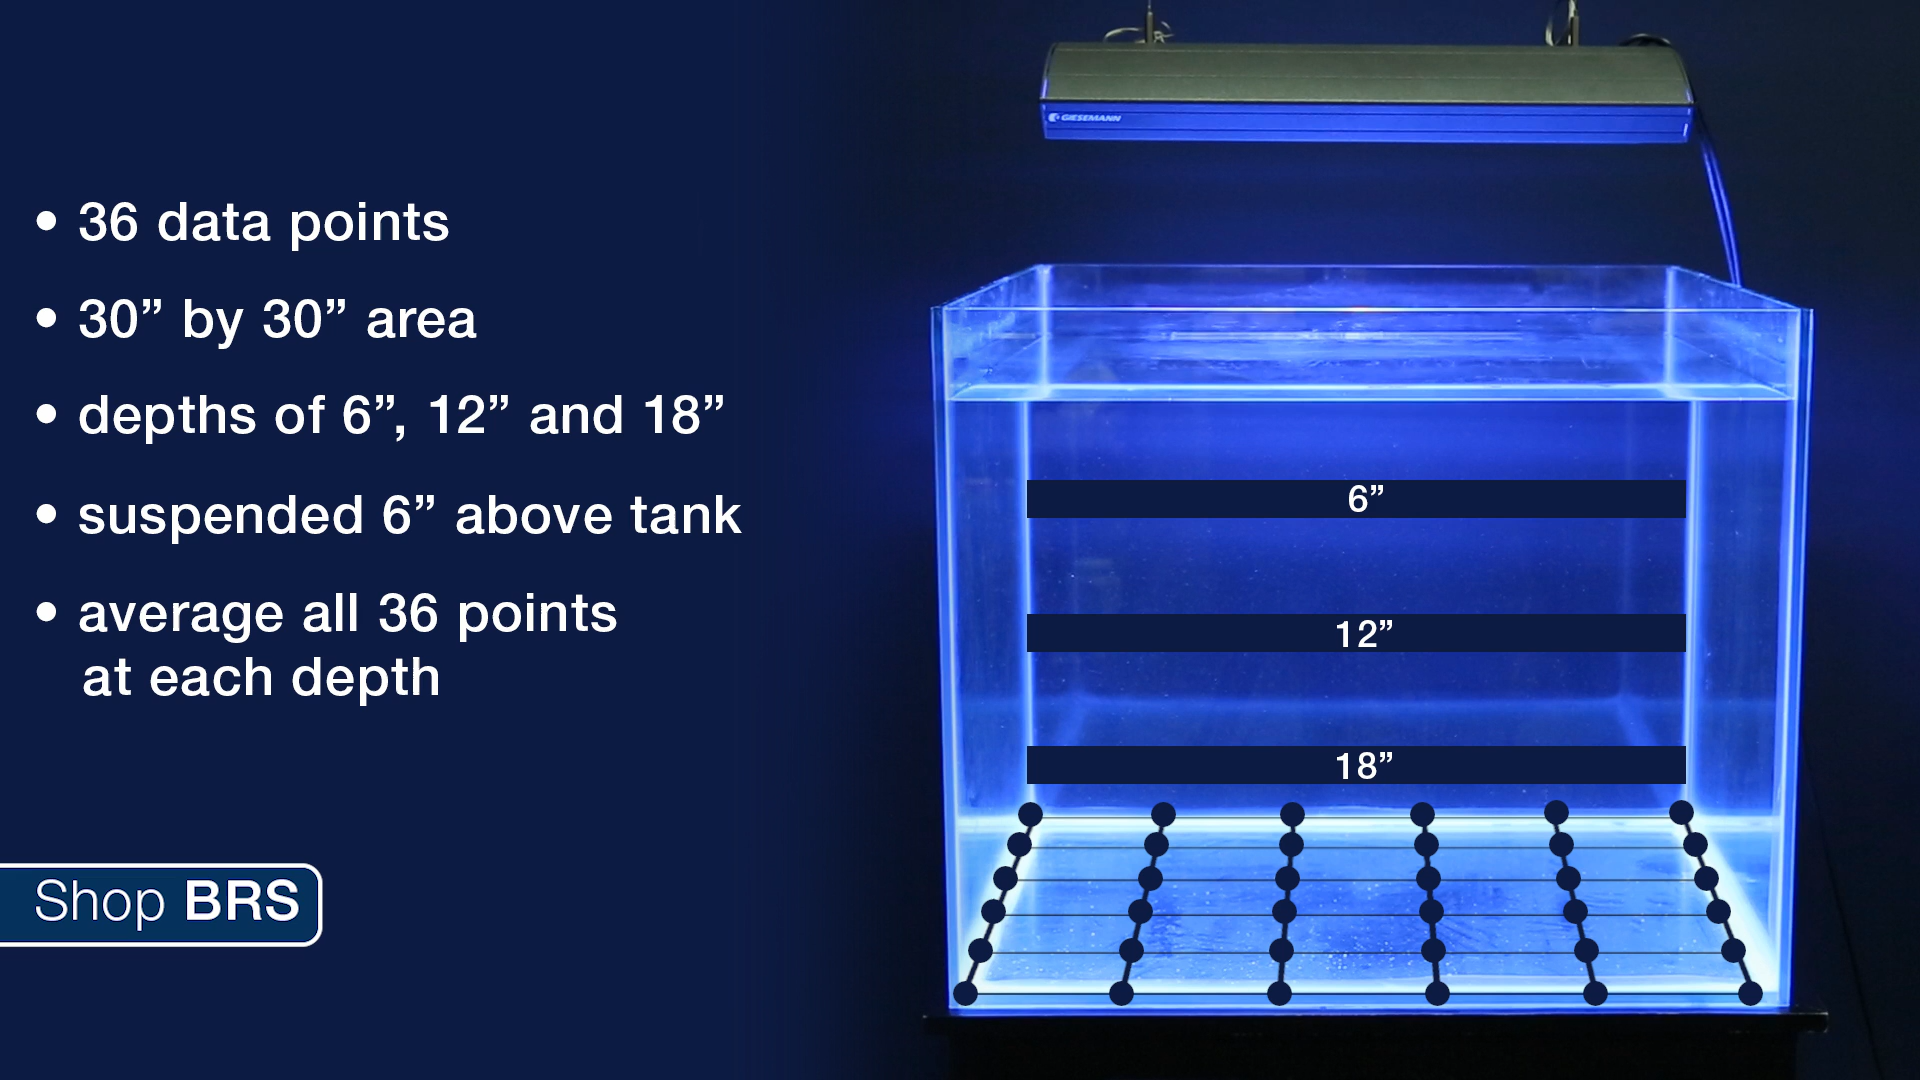 • 36 data points
• 30” by 30” area
• depths of 6”, 12” and 18”
• suspended 6” above tank
• average all 36 points
at each depth
Shop BRS
GIESEMANN
6”
12”
18”